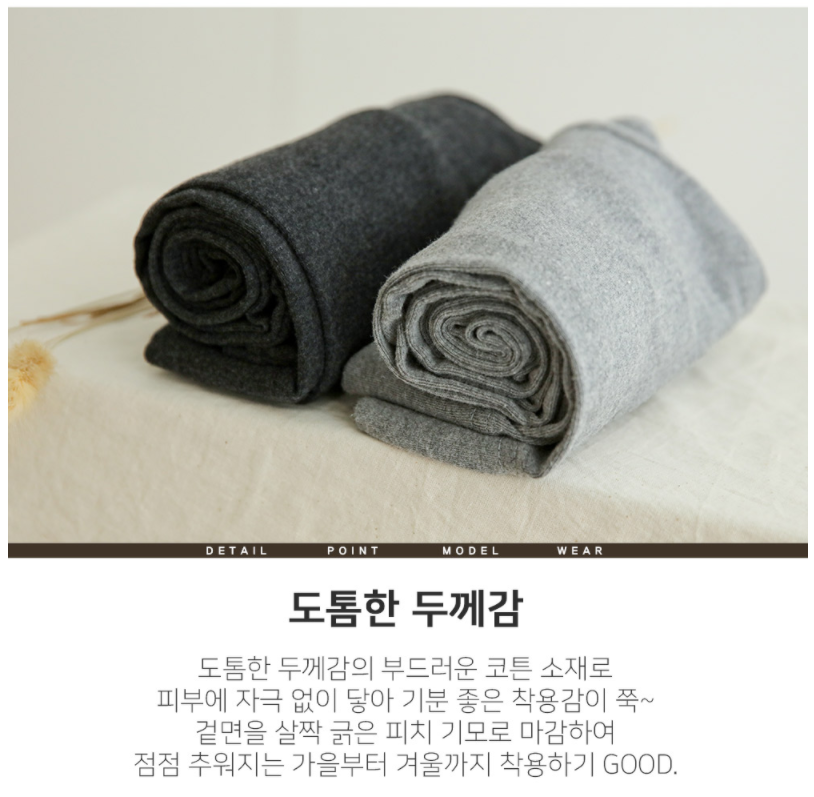 DETAIL POINT MODEL WEAR
도톰한 두께감
도톰한 두께감의 부드러운 코튼 소재로
피부에 자극 없이 닿아 기분 좋은 착용감이 쭉~
겉면을 살짝 긁은 피치 기모로 마감하여
점점 추워지는 가을부터 겨울까지 착용하기 GOOD.